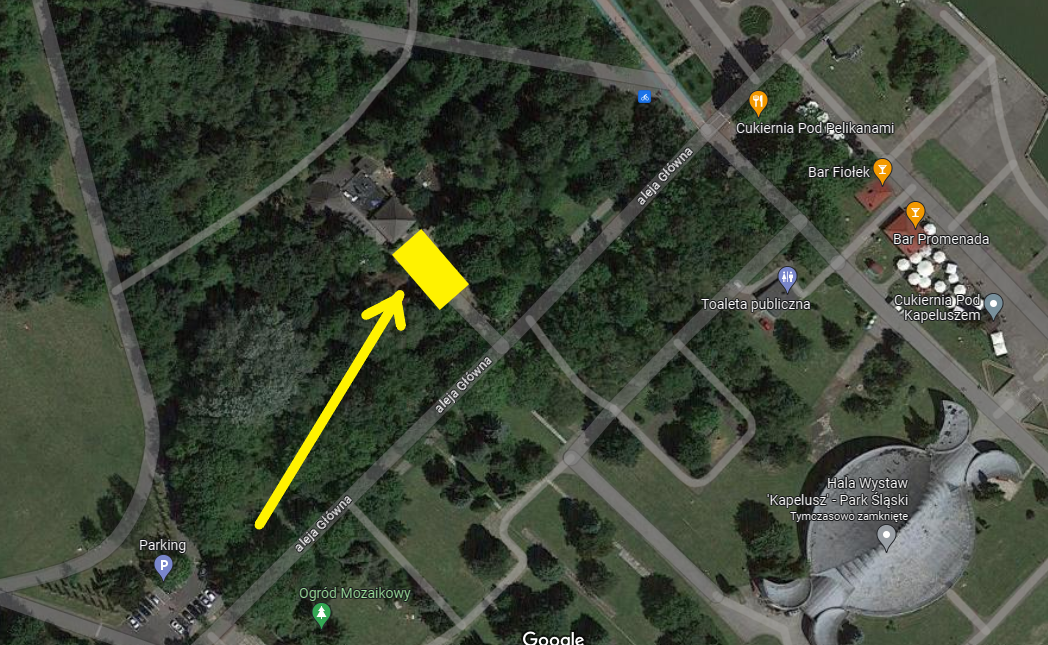 Cukiernia Pod Pelikanami
aleja Główna
Bar Fiołek
Bar Promenada
Toaleta publiczna
Cukiernia Pod
Kapeluszem
aleja Główna
Hala Wystaw
'Kapelusz' - Park Śląski
Tymczasowo zamknięte
aleja Główna
Parking
P
Ogród Mozaikowy
Google